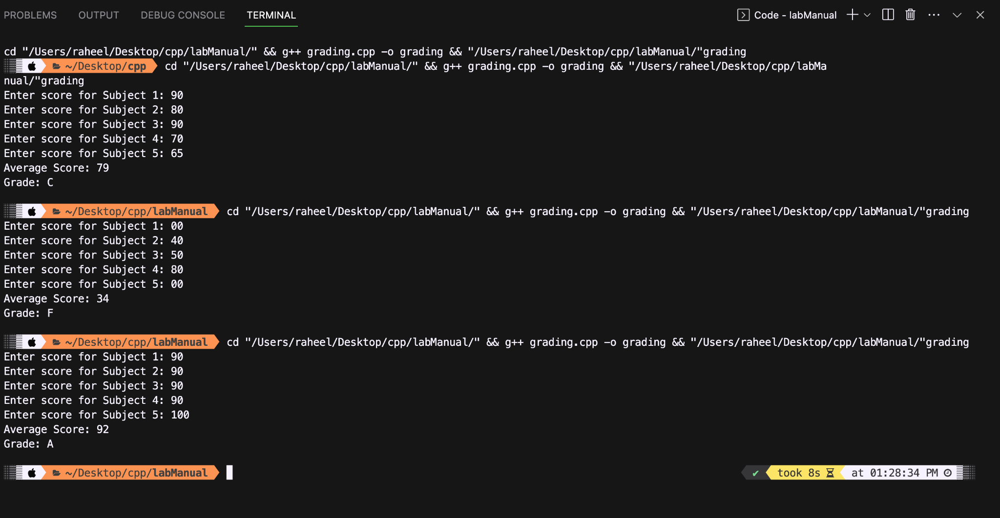 PROBLEMS OUTPUT DEBUG CONSOLE TERMINAL Code - labManual
cd "/Users/raheel/Desktop/cpp/labManual/" && g++ grading.cpp -o grading && "/Users/raheel/Desktop/cpp/labManual/"grading
~/Desktop/cpp cd "/Users/raheel/Desktop/cpp/labManual/" && g++ grading.cpp -o grading && "/Users/raheel/Desktop/cpp/labMa
nual/"grading
Enter score for Subject 1: 90
Enter score for Subject 2: 80
Enter score for Subject 3: 90
Enter score for Subject 4: 70
Enter score for Subject 5: 65
Average Score: 79
Grade: C
~/Desktop/cpp/labManual cd "/Users/raheel/Desktop/cpp/labManual/" && g++ grading.cpp -o grading && "/Users/raheel/Desktop/cpp/labManual/"grading
Enter score for Subject 1: 00
Enter score for Subject 2: 40
Enter score for Subject 3: 50
Enter score for Subject 4: 80
Enter score for Subject 5: 00
Average Score: 34
Grade: F
~/Desktop/cpp/labManual cd "/Users/raheel/Desktop/cpp/labManual/" && g++ grading.cpp -o grading && "/Users/raheel/Desktop/cpp/labManual/"grading
Enter score for Subject 1: 90
Enter score for Subject 2: 90
Enter score for Subject 3: 90
Enter score for Subject 4: 90
Enter score for Subject 5: 100
Average Score: 92
Grade: A
~/Desktop/cpp/labManual ✔ took 8s at 01:28:34 PM